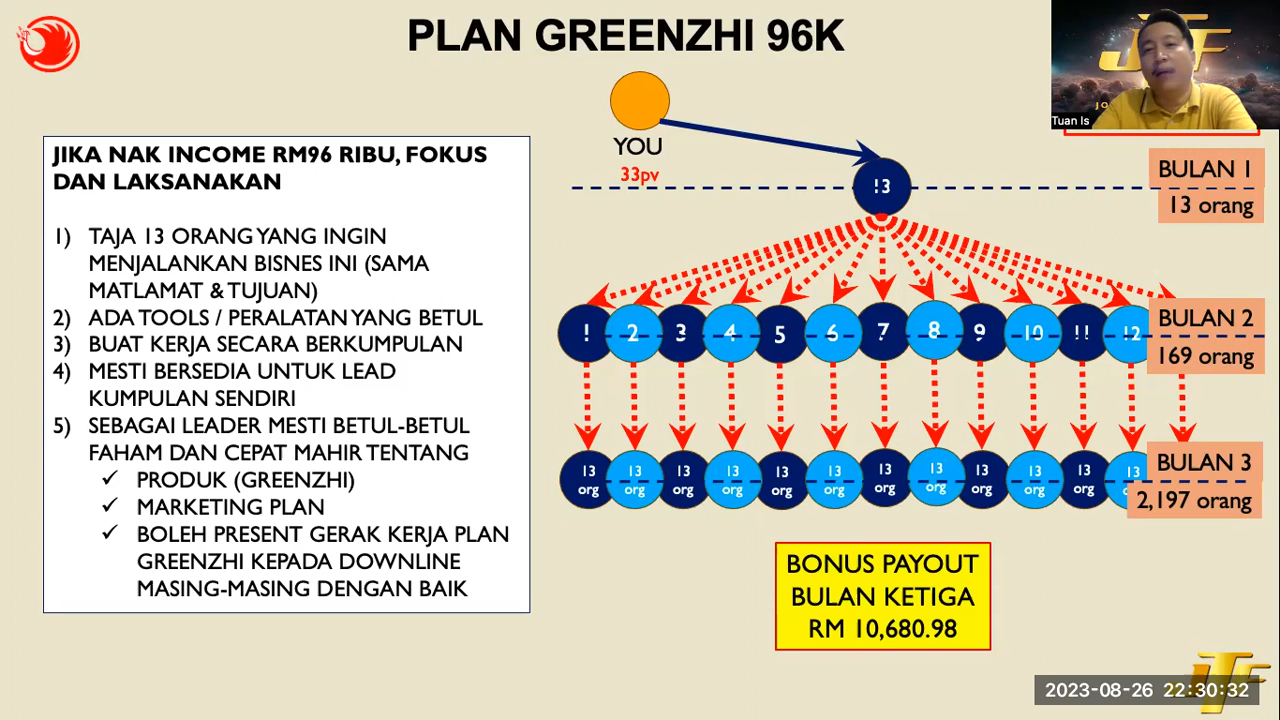 PLAN GREENZHI 96K
Tuan Is
JIKA NAK INCOME RM96 RIBU, FOKUS
DAN LAKSANAKAN
1) TAJA 13 ORANG YANG INGIN
MENJALANKAN BISNES INI (SAMA
MATLAMAT & TUJUAN)
2) ADA TOOLS / PERALATAN YANG BETUL
3) BUAT KERJA SECARA BERKUMPULAN
4) MESTI BERSEDIA UNTUK LEAD
KUMPULAN SENDIRI
5) SEBAGAI LEADER MESTI BETUL-BETUL
FAHAM DAN CEPAT MAHIR TENTANG
✓ PRODUK (GREENZHI)
✓ MARKETING PLAN
✓ BOLEH PRESENT GERAK KERJA PLAN
GREENZHI KEPADA DOWNLINE
MASING-MASING DENGAN BAIK
YOU
33pv
13
BULAN 1
13 orang
1 2 3 4 5 6 7 8 9 10 11 12
BULAN 2
169 orang
13 org 13 org 13 org 13 org 13 org 13 org 13 org 13 org 13 org 13 org 13 org 13 org
BULAN 3
2,197 orang
BONUS PAYOUT
BULAN KETIGA
RM 10,680.98
JTF
2023-08-26 22:30:32